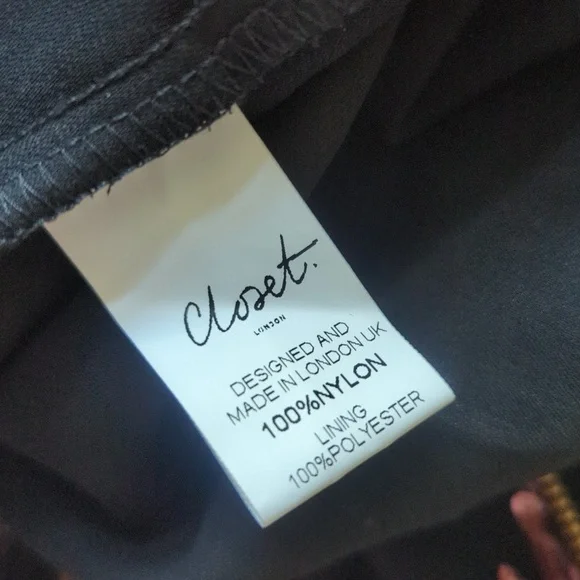 Closet.
LONDON
DESIGNED AND
MADE IN LONDON UK
100%NYLON
LINING
100%POLYESTER